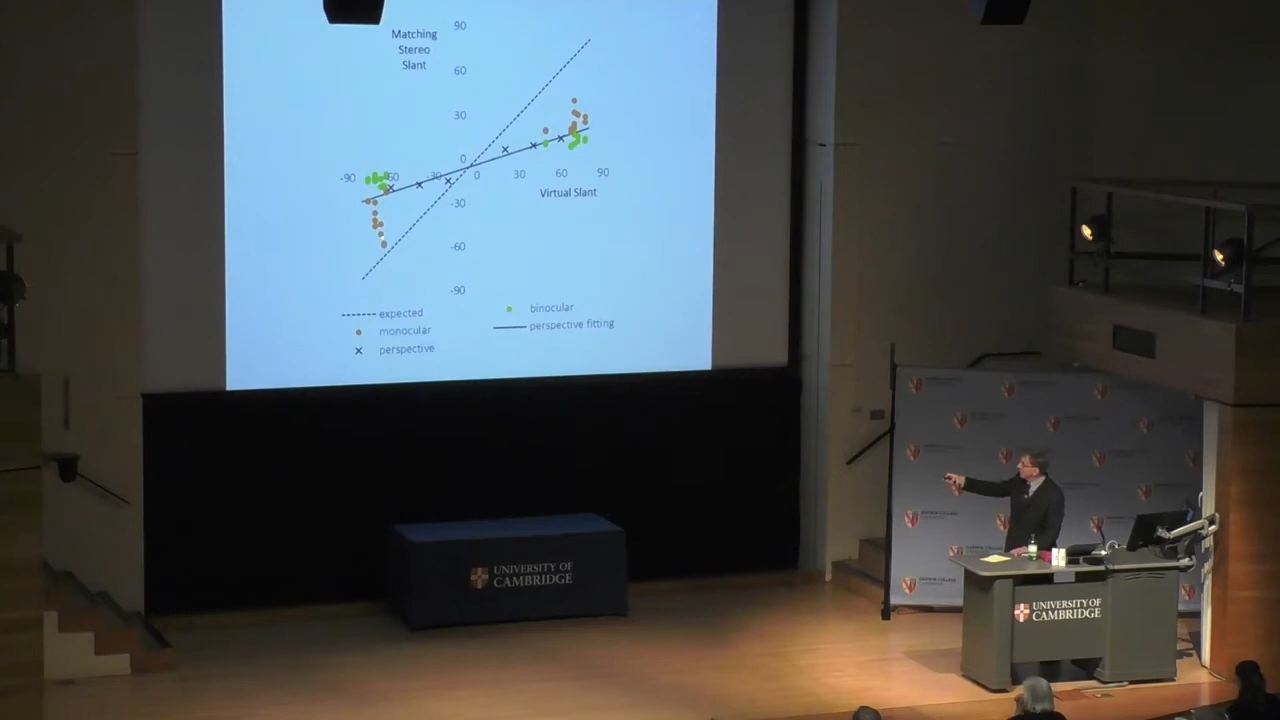 Matching
Stereo
Slant
90
60
30
0
-90
-60
-30
0
30
60
90
Virtual Slant
-30
-60
-90
expected
binocular
monocular
perspective fitting
perspective
UNIVERSITY OF
CAMBRIDGE
UNIVERSITY OF
CAMBRIDGE